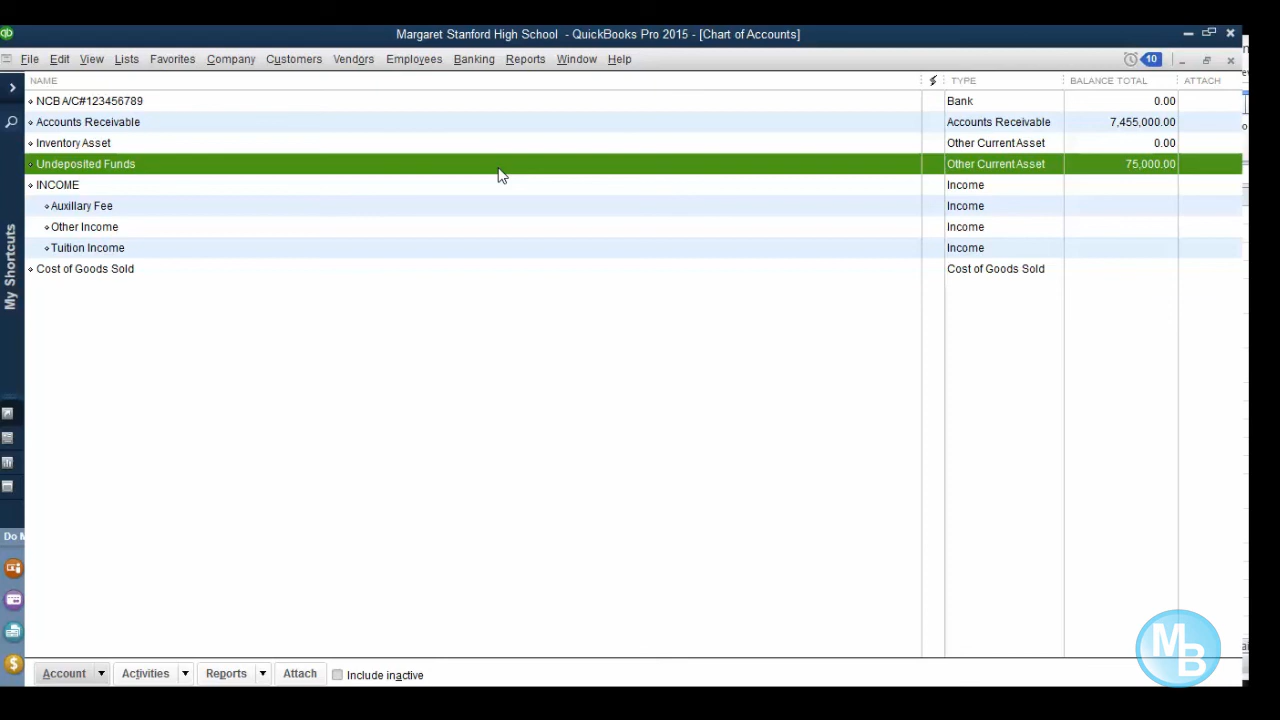 Margaret Stanford High School - QuickBooks Pro 2015 - [Chart of Accounts]
File Edit View Lists Favorites Company Customers Vendors Employees Banking Reports Window Help 10
NAME TYPE BALANCE TOTAL ATTACH
NCB A/C#123456789 Bank 0.00
Accounts Receivable Accounts Receivable 7,455,000.00
Inventory Asset Other Current Asset 0.00
Undeposited Funds Other Current Asset 75,000.00
INCOME Income
Auxillary Fee Income
Other Income Income
Tuition Income Income
Cost of Goods Sold Cost of Goods Sold
My Shortcuts
Do M
Account Activities Reports Attach Include inactive
MB